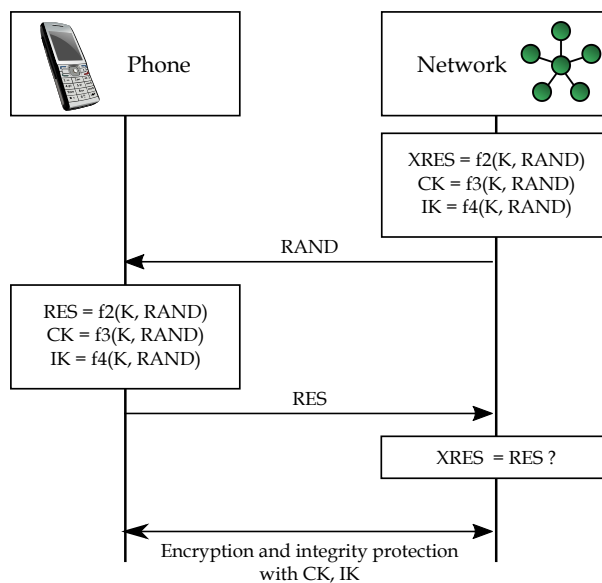 Phone
Network
XRES = f2(K, RAND)
CK = f3(K, RAND)
IK = f4(K, RAND)
RAND
RES = f2(K, RAND)
CK = f3(K, RAND)
IK = f4(K, RAND)
RES
XRES = RES ?
Encryption and integrity protection
with CK, IK